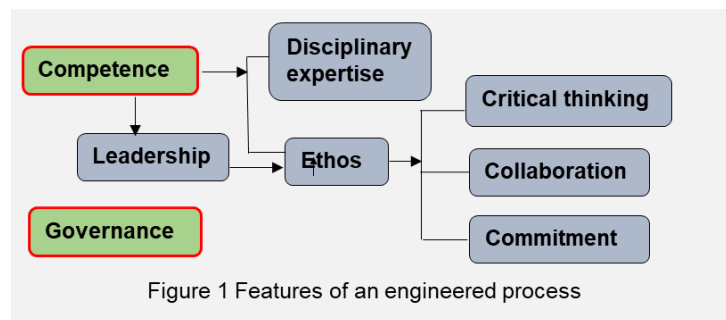 Competence
Disciplinary
expertise
Critical thinking
Leadership
Ethos
Collaboration
Governance
Commitment
Figure 1 Features of an engineered process